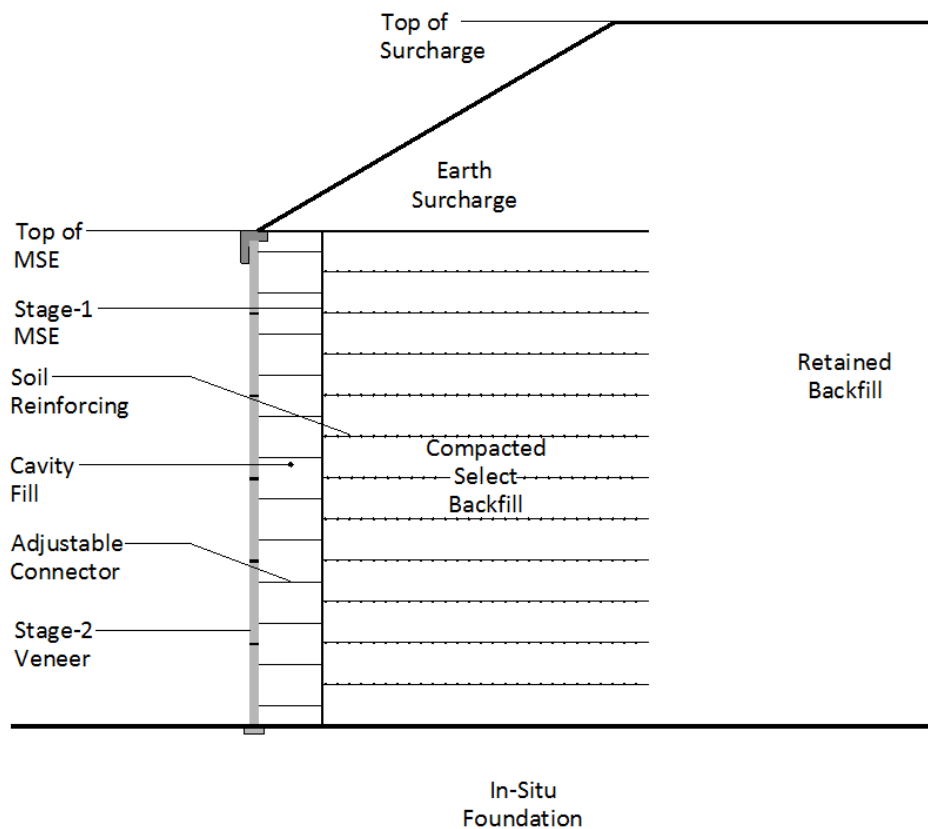 Top of
Surcharge
Earth
Surcharge
Top of
MSE
Stage-1
MSE
Soil
Reinforcing
Retained
Backfill
Compacted
Select
Backfill
Cavity
Fill
Adjustable
Connector
Stage-2
Veneer
In-Situ
Foundation